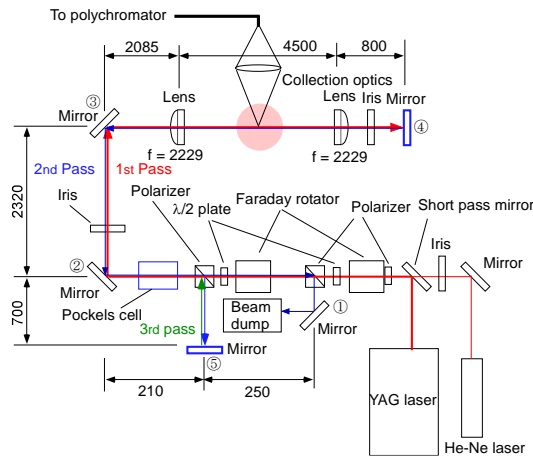 To polychromator
2085
4500
800
Collection optics
③
Mirror
Lens
Lens
Iris
Mirror
④
f = 2229
f = 2229
2nd Pass
1st Pass
2320
Polarizer
λ/2 plate
Faraday rotator
Polarizer
Short pass mirror
Iris
Iris
Mirror
②
Mirror
Pockels cell
700
3rd pass
Beam
dump
①
Mirror
Mirror
⑤
210
250
YAG laser
He-Ne laser